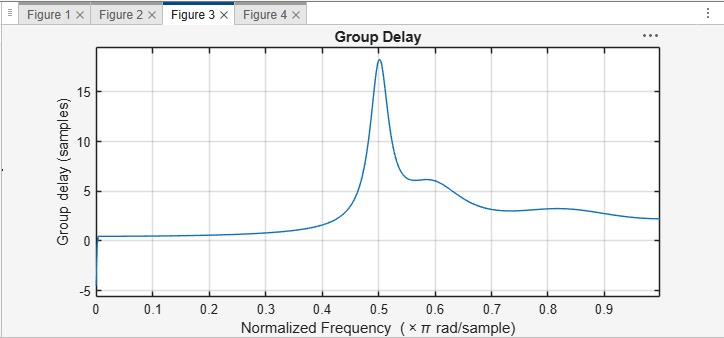 Figure 1 × Figure 2 × Figure 3 × Figure 4 ×
Group Delay
Group delay (samples)
15
10
5
0
-5
0 0.1 0.2 0.3 0.4 0.5 0.6 0.7 0.8 0.9
Normalized Frequency (× π rad/sample)